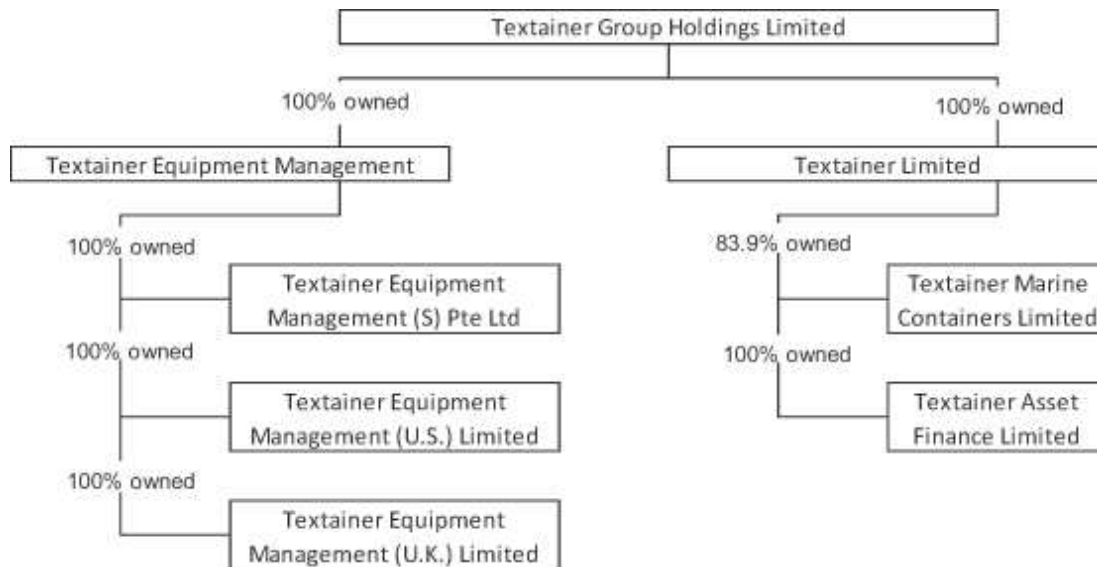 Textainer Group Holdings Limited
100% owned
100% owned
Textainer Equipment Management
Textainer Limited
100% owned
83.9% owned
Textainer Equipment
Management (S) Pte Ltd
Textainer Marine
Containers Limited
100% owned
100% owned
Textainer Equipment
Management (U.S.) Limited
Textainer Asset
Finance Limited
100% owned
Textainer Equipment
Management (U.K.) Limited